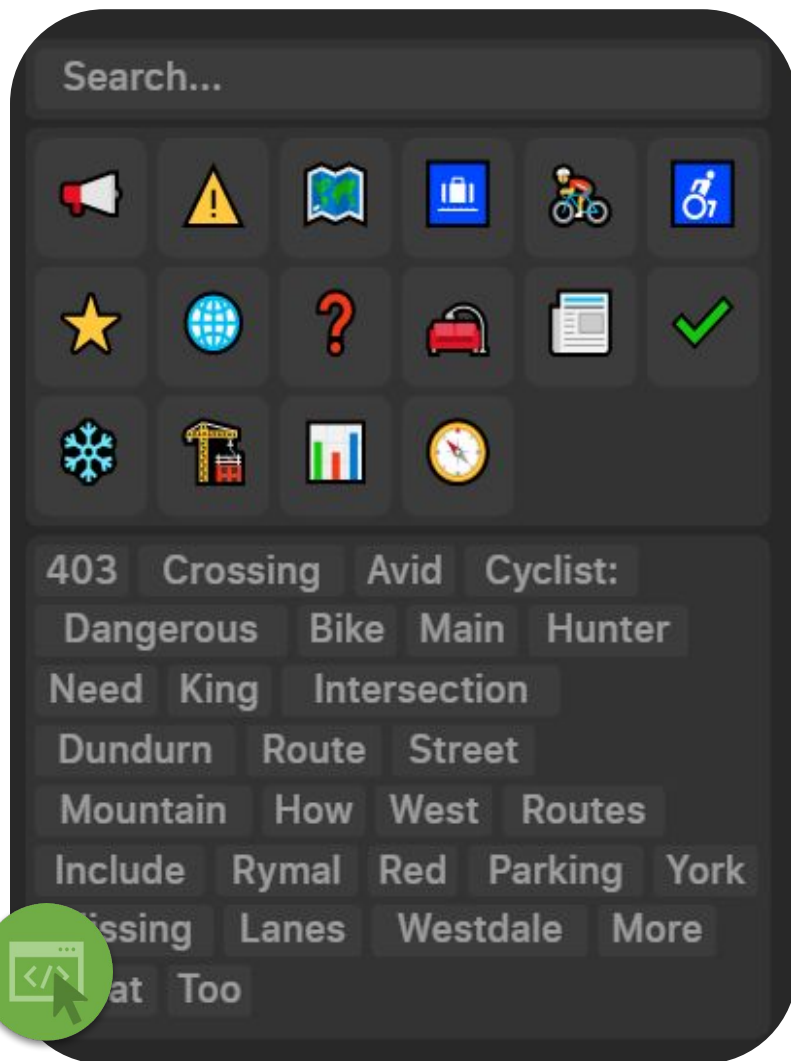 Search...
403 Crossing Avid Cyclist:
Dangerous Bike Main Hunter
Need King Intersection
Dundurn Route Street
Mountain How West Routes
Include Rymal Red Parking York
Lanes Westdale More
Too